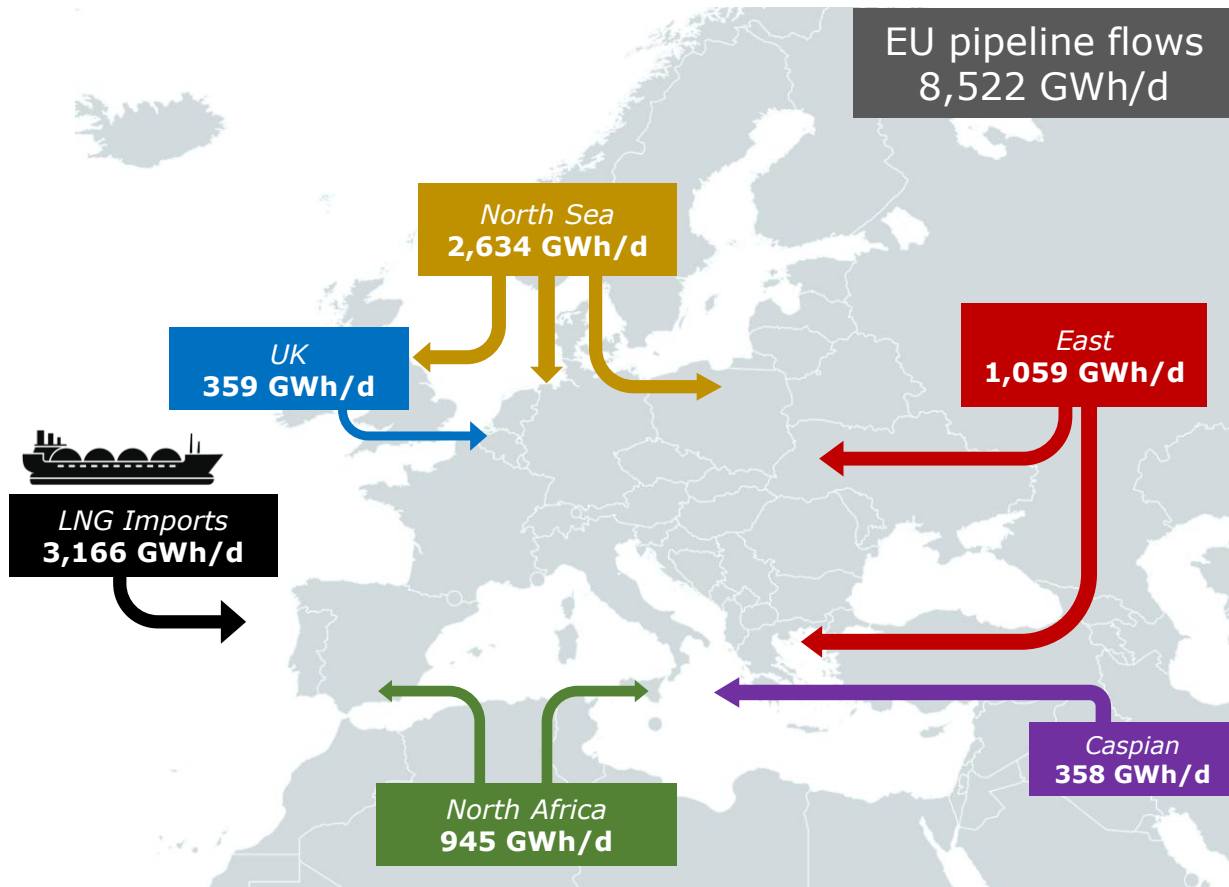 EU pipeline flows
8,522 GWh/d
North Sea
2,634 GWh/d
UK
359 GWh/d
East
1,059 GWh/d
LNG Imports
3,166 GWh/d
Caspian
358 GWh/d
North Africa
945 GWh/d